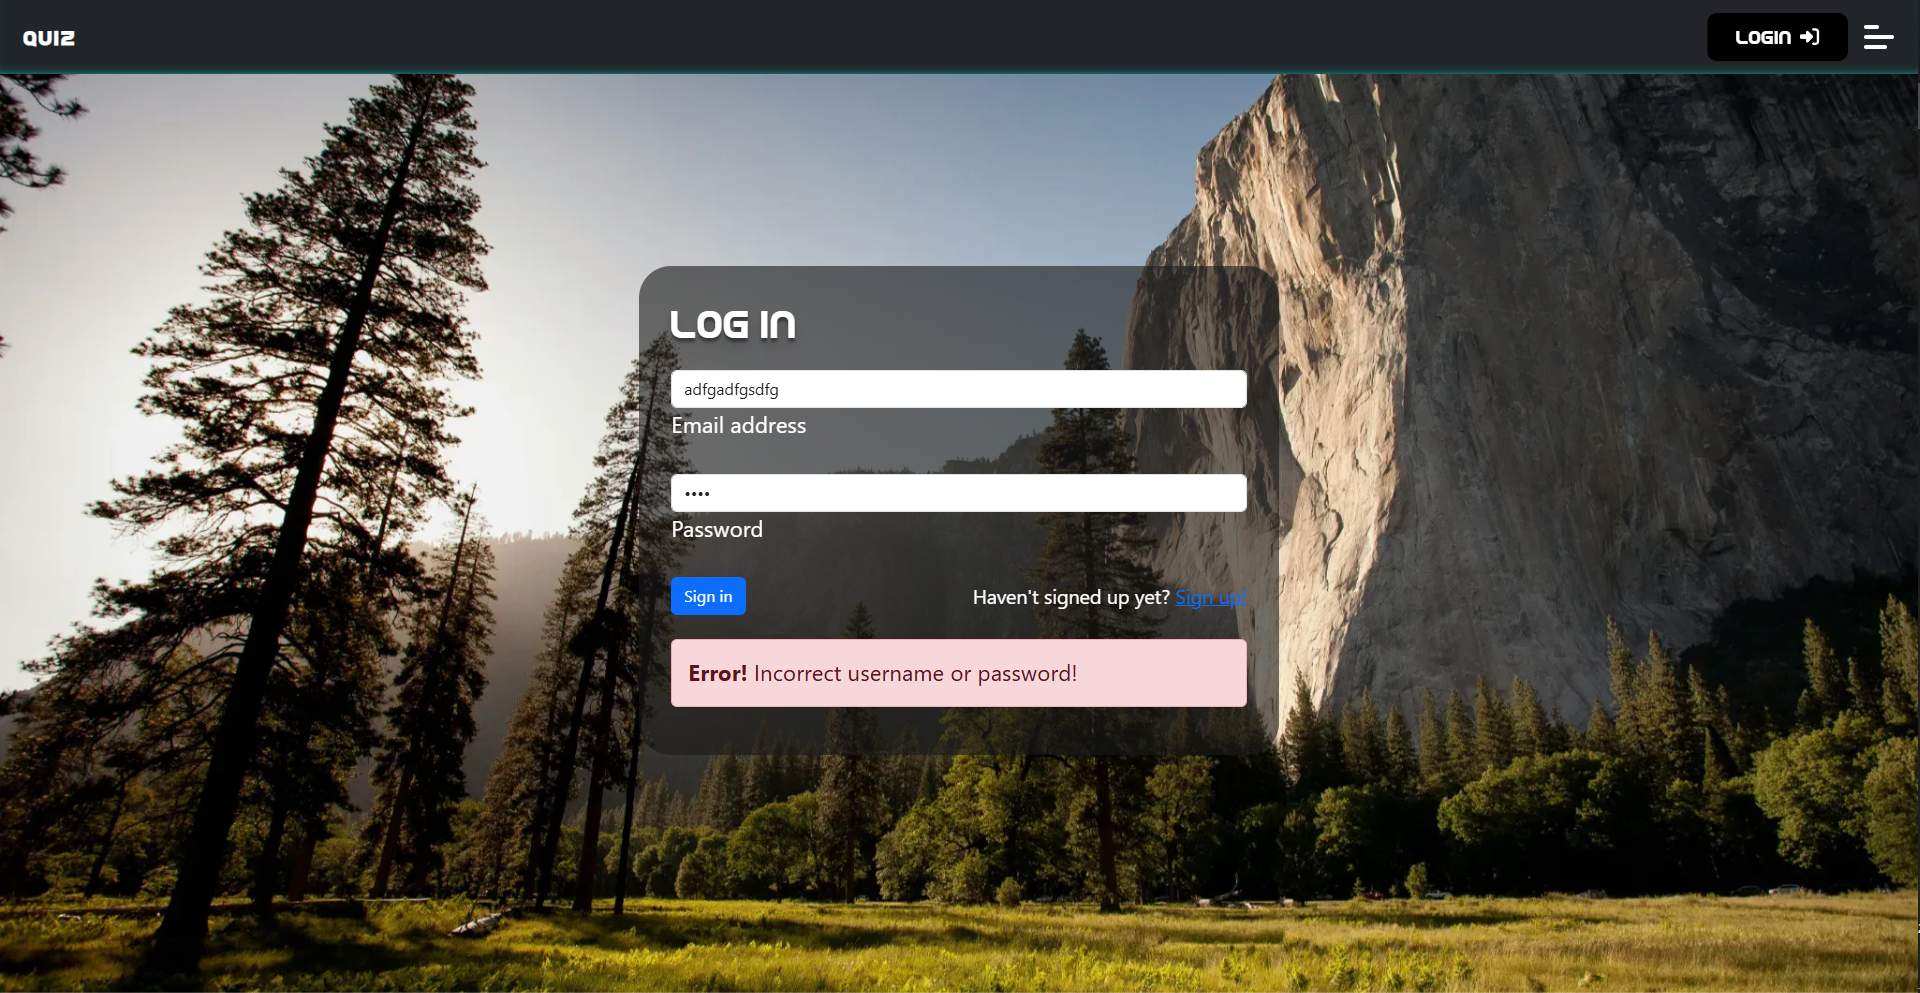 QUIZ
LOGIN
LOG IN
adfgadfgsdfg
Email address
••••
Password
Sign in
Haven't signed up yet? Sign up!
Error! Incorrect username or password!